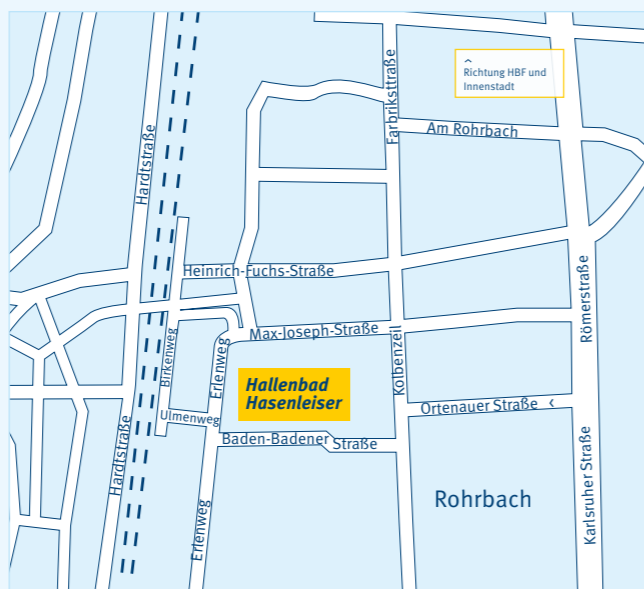 ^
Richtung HBF und
Innenstadt
Farbriksttraße
Am Rohrbach
Hardtstraße
Heinrich-Fuchs-Straße
Römerstraße
Max-Joseph-Straße
Birkenweg
Erlenweg
Kolbenzeil
Hallenbad
Hasenleiser
Ortenauer Straße ‹
Ulmenweg
Baden-Badener
Straße
Hardtstraße
Karlsruher Straße
Rohrbach
Erlenweg